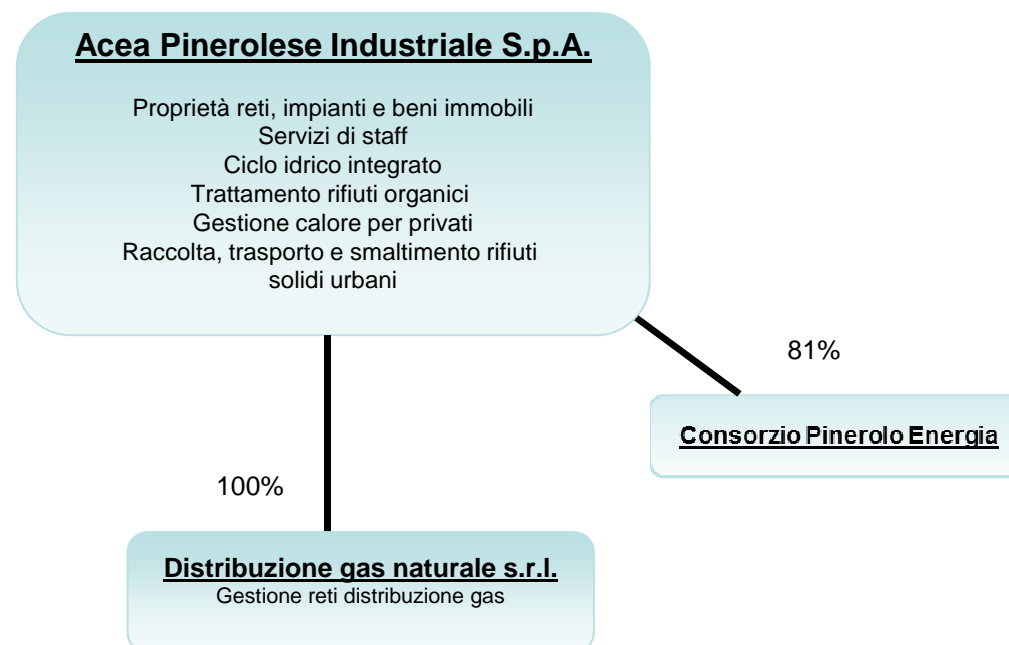 Acea Pinerolese Industriale S.p.A.
Proprietà reti, impianti e beni immobili
Servizi di staff
Ciclo idrico integrato
Trattamento rifiuti organici
Gestione calore per privati
Raccolta, trasporto e smaltimento rifiuti
solidi urbani
81%
Consorzio Pinerolo Energia
100%
Distribuzione gas naturale s.r.l.
Gestione reti distribuzione gas